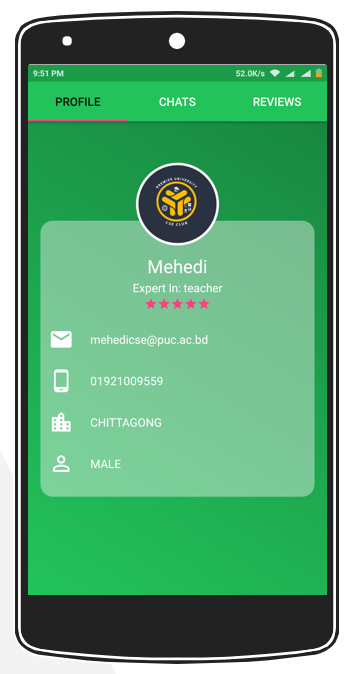 9:51 PM 52.0K/s
PROFILE CHATS REVIEWS
PREMIER UNIVERSITY
CSE CLUB
Mehedi
Expert In: teacher
mehedicse@puc.ac.bd
01921009559
CHITTAGONG
MALE